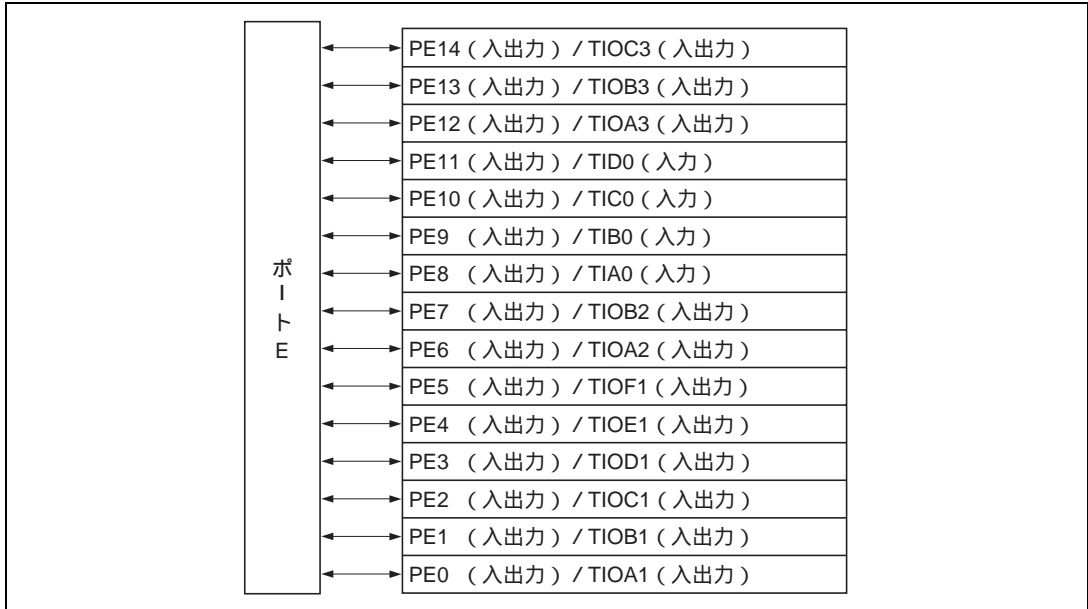 ポートE
PE14（入出力）/TIOC3（入出力）
PE13（入出力）/TIOB3（入出力）
PE12（入出力）/TIOA3（入出力）
PE11（入出力）/TID0（入力）
PE10（入出力）/TIC0（入力）
PE9 （入出力）/TIB0（入力）
PE8 （入出力）/TIA0（入力）
PE7 （入出力）/TIOB2（入出力）
PE6 （入出力）/TIOA2（入出力）
PE5 （入出力）/TIOF1（入出力）
PE4 （入出力）/TIOE1（入出力）
PE3 （入出力）/TIOD1（入出力）
PE2 （入出力）/TIOC1（入出力）
PE1 （入出力）/TIOB1（入出力）
PE0 （入出力）/TIOA1（入出力）